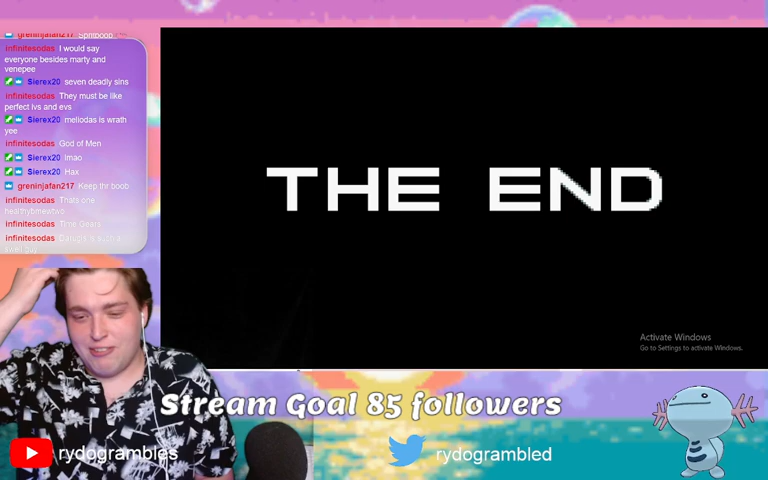 greninjafan217 Spritboob
infinitesodas I would say
everyone besides marty and
venepee
Sierex20 seven deadly sins
infinitesodas They must be like
perfect ivs and evs
Sierex20 meliodas is wrath
yee
infinitesodas God of Men
Sierex20 lmao
Sierex20 Hax
greninjafan217 Keep thr boob
infinitesodas Thats one
infinitesodas Time Gears
infinitesodas
THE END
Activate Windows
Go to Settings to activate Windows.
Stream Goal 85 followers
rydogrambles
rydogrambled